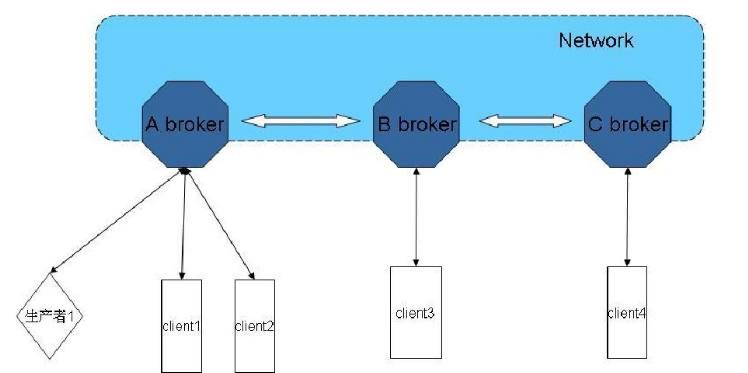 Network
A broker
B broker
C broker
生产者1
client1
client2
client3
client4